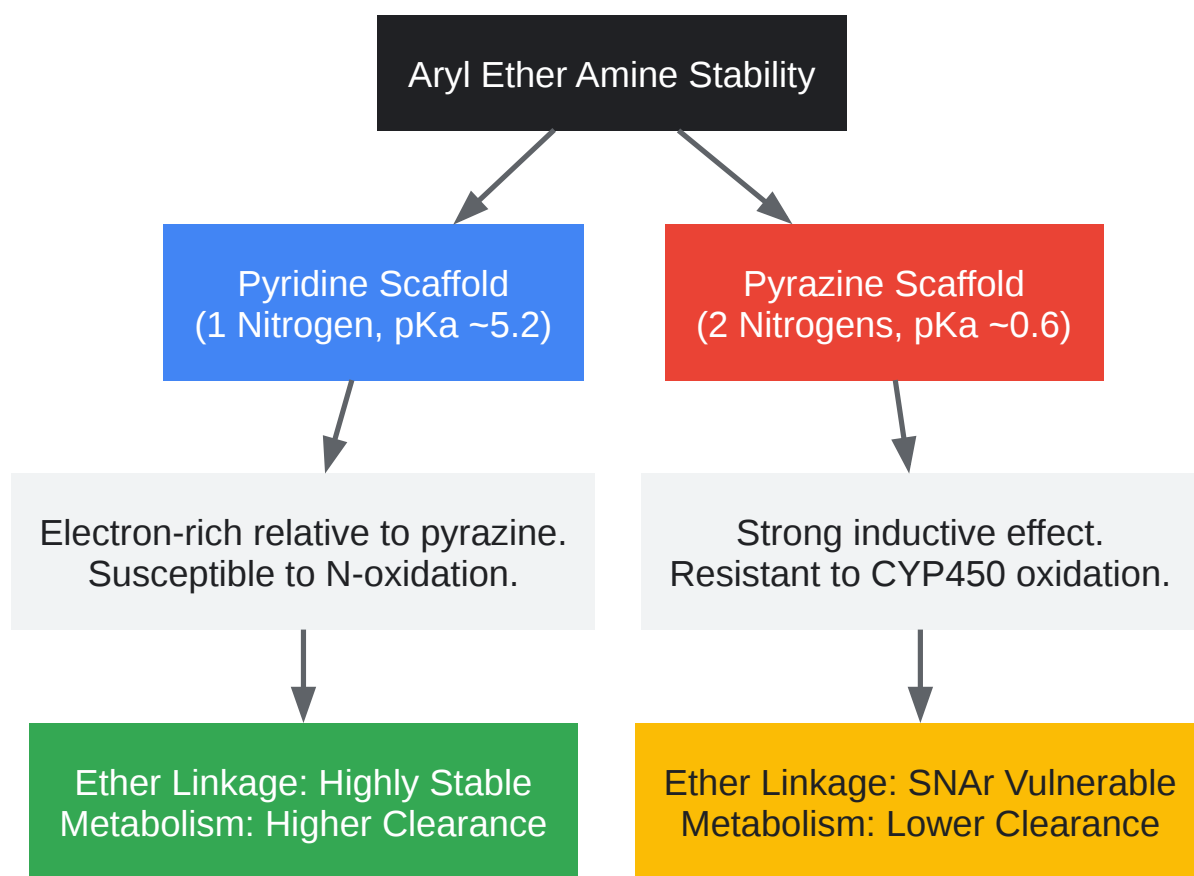 Aryl Ether Amine Stability
Pyridine Scaffold
(1 Nitrogen, pKa ~5.2)
Pyrazine Scaffold
(2 Nitrogens, pKa ~0.6)
Electron-rich relative to pyrazine.
Susceptible to N-oxidation.
Strong inductive effect.
Resistant to CYP450 oxidation.
Ether Linkage: Highly Stable
Metabolism: Higher Clearance
Ether Linkage: SNAr Vulnerable
Metabolism: Lower Clearance